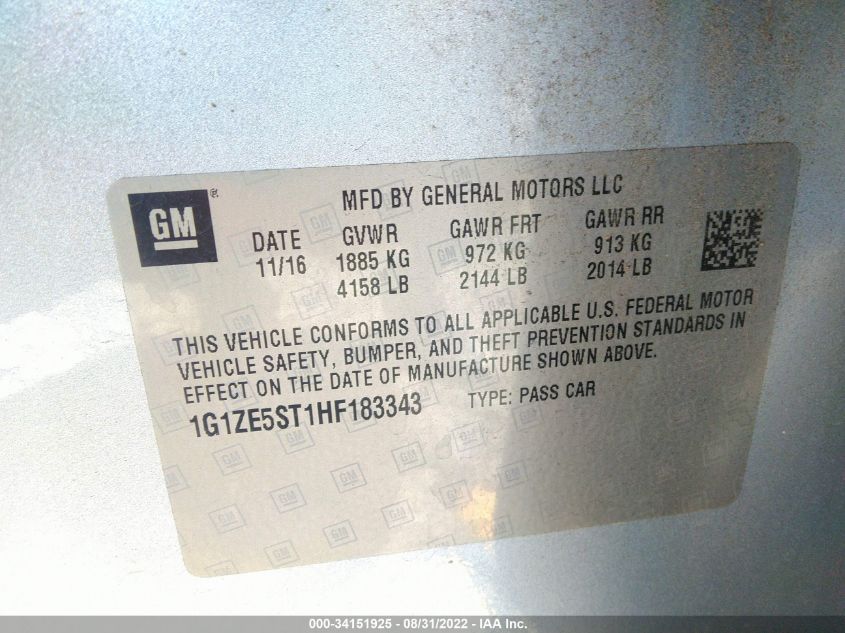 GM®
MFD BY GENERAL MOTORS LLC
DATE GVWR GAWR FRT GAWR RR
11/16 1885 KG 972 KG 913 KG
4158 LB 2144 LB 2014 LB
THIS VEHICLE CONFORMS TO ALL APPLICABLE U.S. FEDERAL MOTOR
VEHICLE SAFETY, BUMPER, AND THEFT PREVENTION STANDARDS IN
EFFECT ON THE DATE OF MANUFACTURE SHOWN ABOVE.
1G1ZE5ST1HF183343 TYPE: PASS CAR
000-34151925 - 08/31/2022 - IAA Inc.